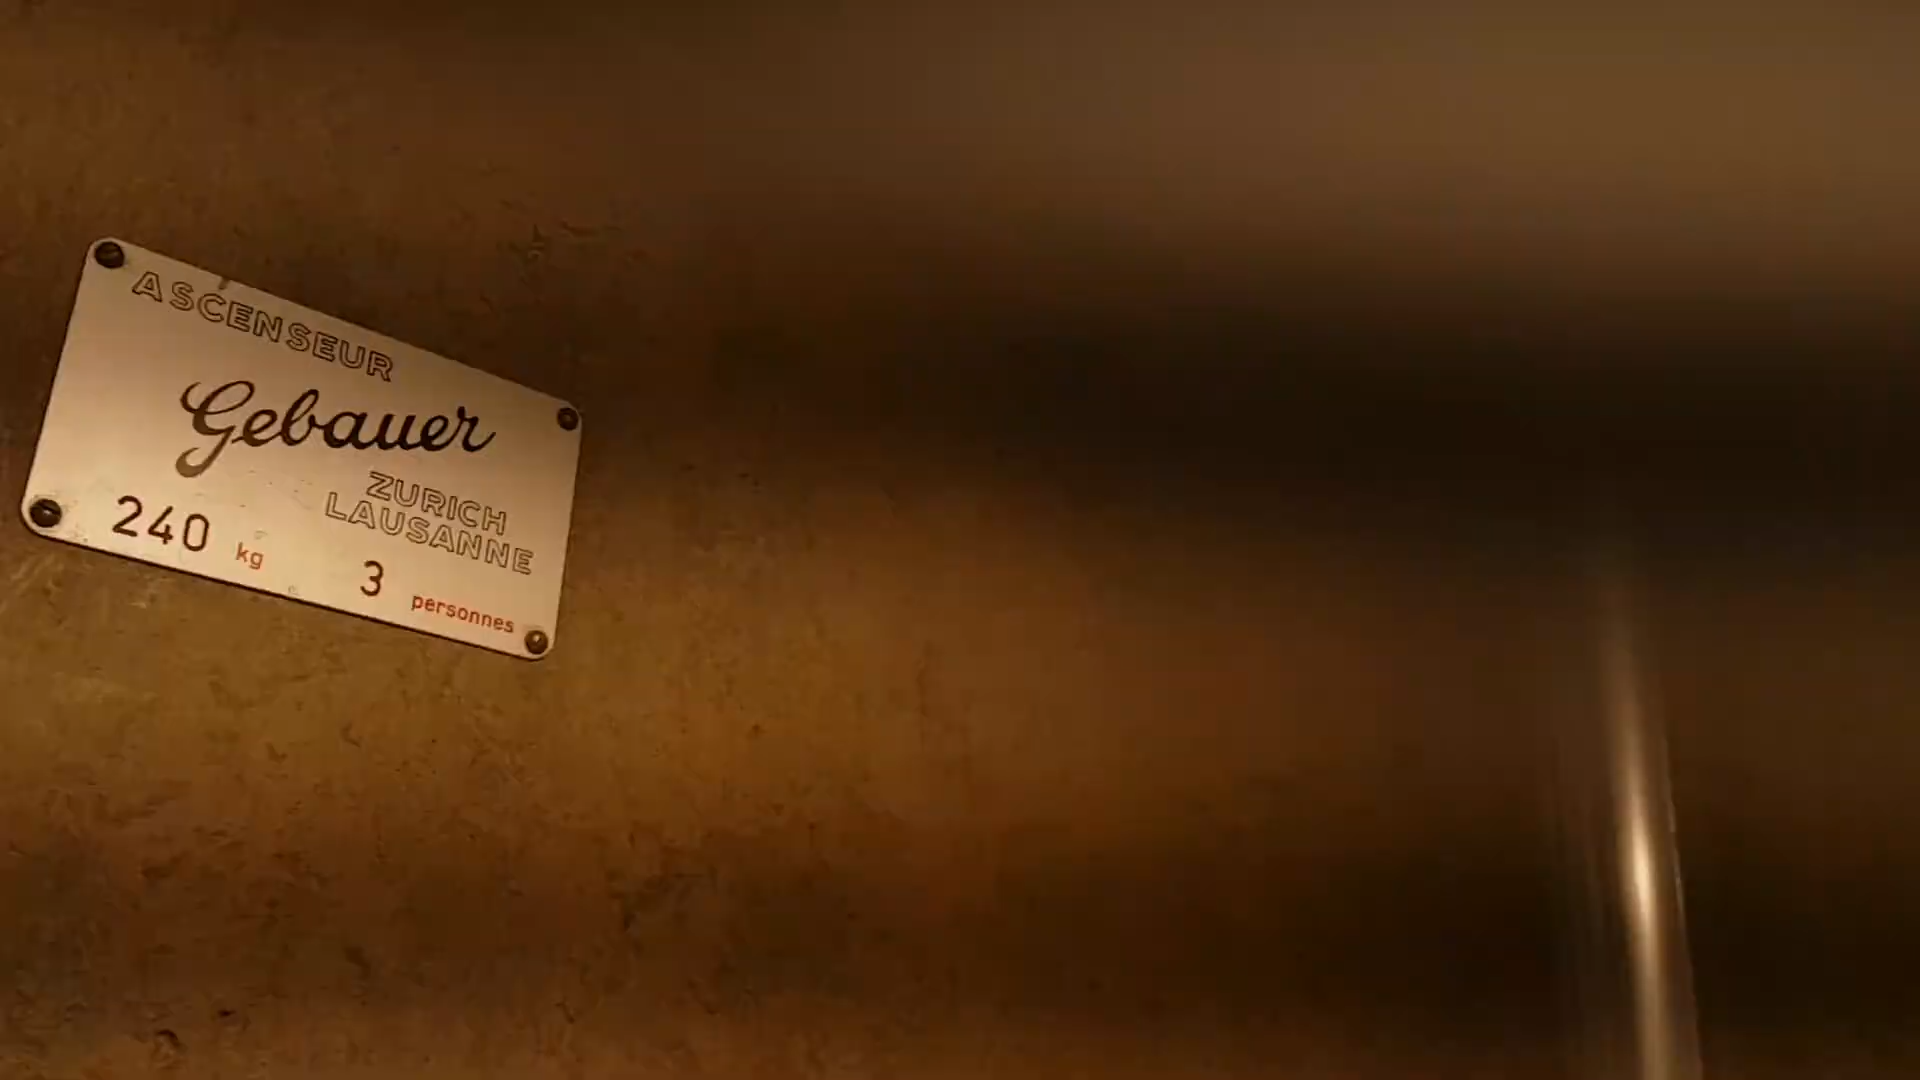 ASCENSEUR
Gebauer
ZURICH
LAUSANNE
240 kg 3 personnes